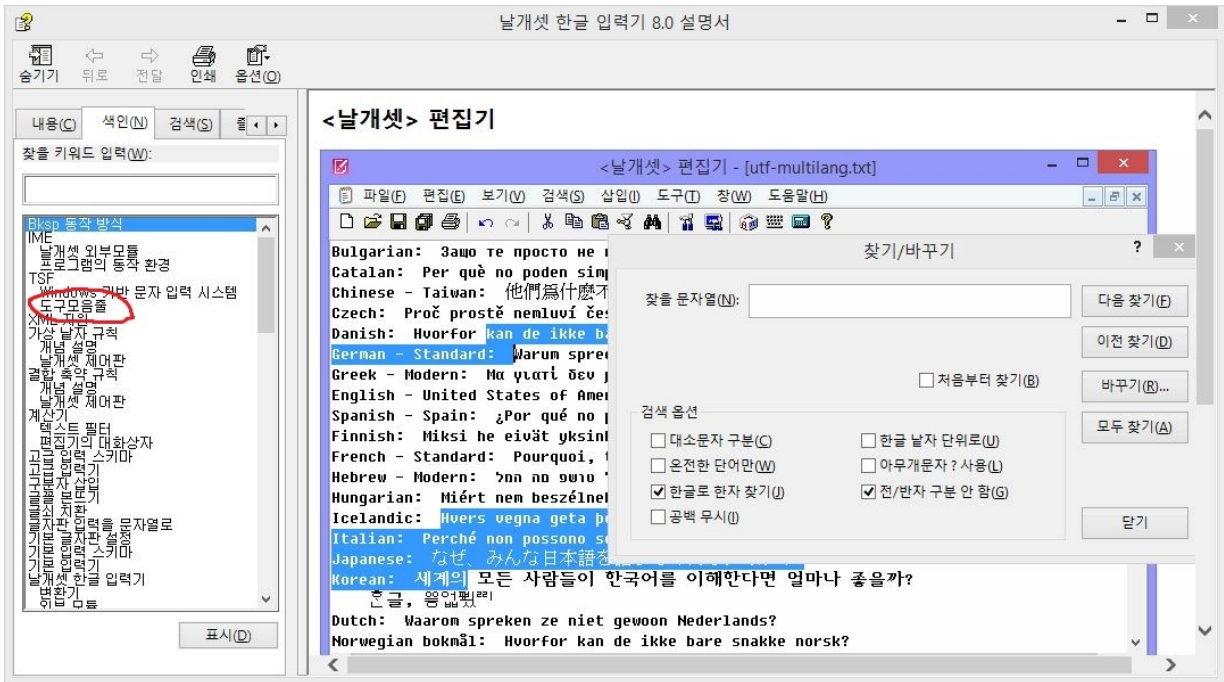 날개셋 한글 입력기 8.0 설명서
숨기기 뒤로 전달 인쇄 옵션(O)
내용(C) 색인(N) 검색(S) 즐
찾을 키워드 입력(W):
Bksp 동작 방식
IME
날개셋 외부모듈
프로그램의 동작 환경
TSF
Windows 기반 문자 입력 시스템
도구모음줄
XML 지원
가상 낱자 규칙
개념 설명
날개셋 제어판
결합 축약 규칙
개념 설명
날개셋 제어판
계산기
텍스트 필터
편집기의 대화상자
고급 입력 스키마
고급 입력기
구분자 삽입
글꼴 본뜨기
글쇠 치환
글자판 입력을 문자열로
기본 글자판 설정
기본 입력 스키마
기본 입력기
날개셋 한글 입력기
변환기
입력 모듈
표시(D)
<날개셋> 편집기
<날개셋> 편집기 - [utf-multilang.txt]
파일(F) 편집(E) 보기(V) 검색(S) 삽입(I) 도구(T) 창(W) 도움말(H)
Bulgarian: Защо те просто не
Catalan: Per què no poden sim
Chinese - Taiwan: 他們爲什麽不
Czech: Proč prostě nemluví če
Danish: Hvorfor kan de ikke ba
German - Standard: Warum spre
Greek - Modern: Μα γιατί δεν
English - United States of Ame
Spanish - Spain: ¿Por qué no
Finnish: Miksi he eivät yksin
French - Standard: Pourquoi,
Hebrew - Modern:
Hungarian: Miért nem beszélne
Icelandic: Hvers vegna geta þ
Italian: Perché non possono s
Japanese: なぜ、みんな日本語を
Korean: 세계의 모든 사람들이 한국어를 이해한다면 얼마나 좋을까?
Dutch: Waarom spreken ze niet gewoon Nederlands?
Norwegian bokmål: Hvorfor kan de ikke bare snakke norsk?
찾기/바꾸기
찾을 문자열(N):
다음 찾기(F)
이전 찾기(D)
처음부터 찾기(B)
바꾸기(R)...
모두 찾기(A)
검색 옵션
대소문자 구분(C) 한글 낱자 단위로(U)
온전한 단어만(W) 아무개문자 ? 사용(L)
한글로 한자 찾기(J) 전/반자 구분 안 함(G)
공백 무시(I)
닫기